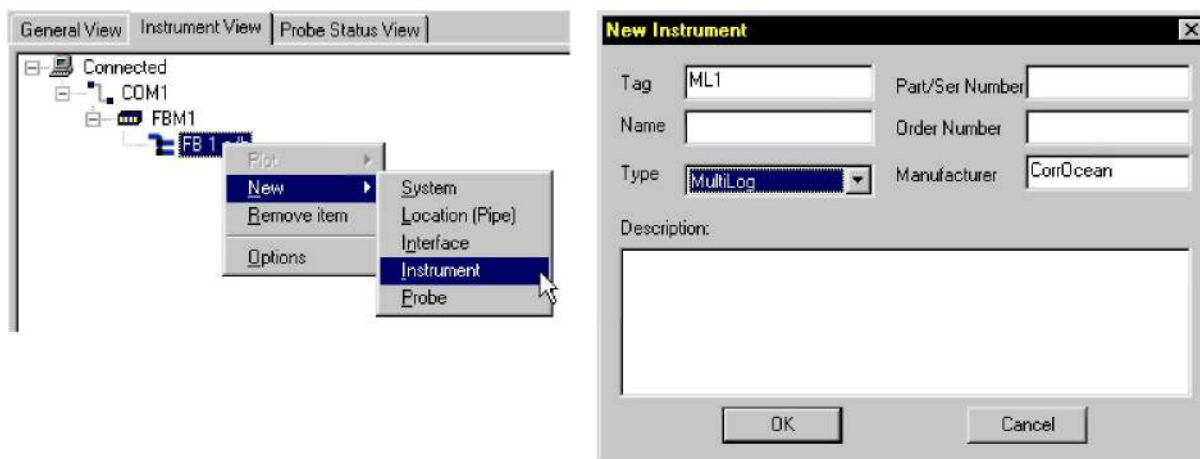 General View
Instrument View
Probe Status View
Connected
COM1
FBM1
FB 1
Plot
New
Remove item
Options
System
Location (Pipe)
Interface
Instrument
Probe
New Instrument
Tag
ML1
Part/Ser Number
Name
Order Number
Type
MultiLog
Manufacturer
CorrOcean
Description:
OK
Cancel